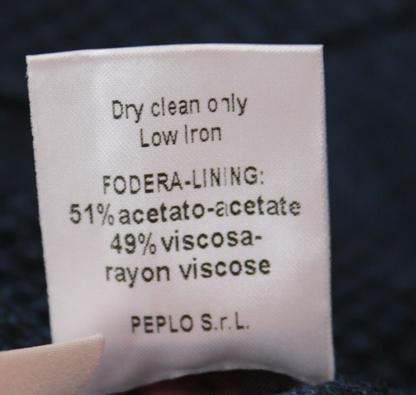 Dry clean only
Low Iron
FODERA-LINING:
51% acetato-acetate
49% viscosa-
rayon viscose
PEPLO S.r.L.